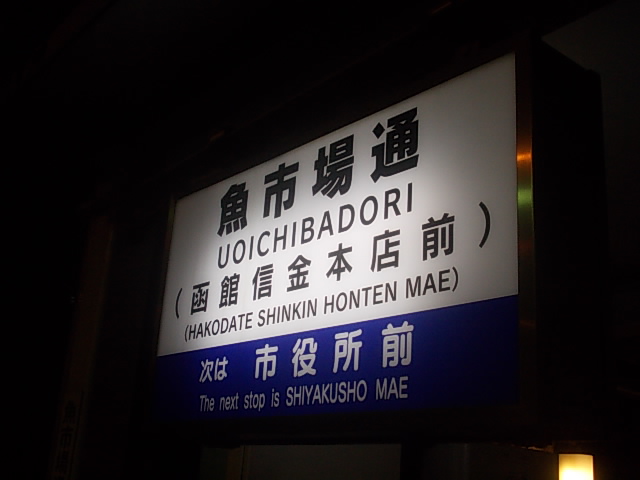 魚市場通
UOICHIBADORI
(函館信金本店前)
(HAKODATE SHINKIN HONTEN MAE)
次は 市役所前
The next stop is SHIYAKUSHO MAE